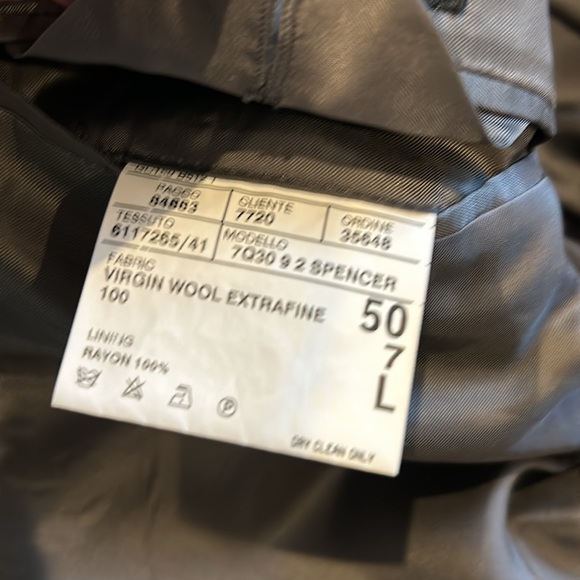 PACCO CLIENTE ORDINE
84883 7720 35648
TESSUTO MODELLO
6117265/41 7Q30 9 2 SPENCER
FABRIC
VIRGIN WOOL EXTRAFINE
100
50
7
L
LINING
RAYON 100%
P
DRY CLEAN ONLY